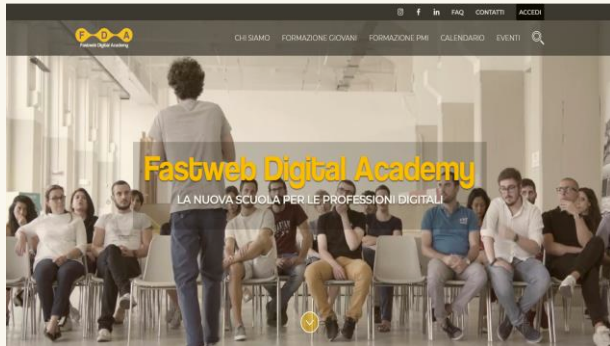 FAQ CONTATTI ACCEDI
F D A
Fastweb Digital Academy
CHI SIAMO FORMAZIONE GIOVANI FORMAZIONE PMI CALENDARIO EVENTI
Fastweb Digital Academy
LA NUOVA SCUOLA PER LE PROFESSIONI DIGITALI